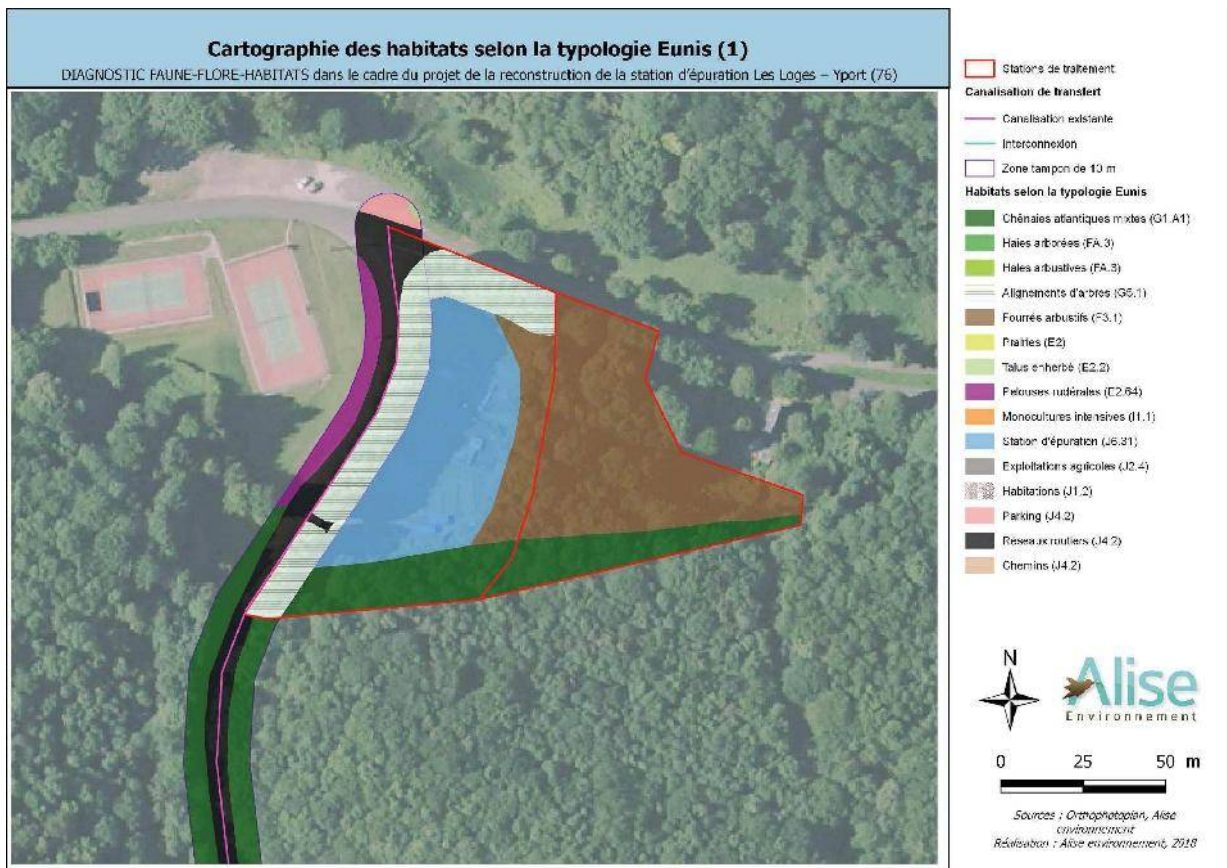 Cartographie des habitats selon la typologie Eunis (1)
DIAGNOSTIC FAUNE-FLORE-HABITATS dans le cadre du projet de la reconstruction de la station d'épuration Les Loges – Yport (76)
Stations de traitement
Canalisation de transfert
Canalisation existante
Interconnexion
Zone tampon de 10 m
Habitats selon la typologie Eunis
Chênaies atlantiques mixtes (G1.A1)
Haies arborées (FA.3)
Haies arbustives (FA.3)
Alignements d'arbres (G5.1)
Fourrés arbustifs (F3.1)
Prairies (E2)
Talus enherbé (E2.2)
Pelouses rudérales (E2.64)
Monocultures intensives (I1.1)
Station d'épuration (J6.31)
Exploitations agricoles (J2.4)
Habitations (J1.2)
Parking (J4.2)
Réseaux routiers (J4.2)
Chemins (J4.2)
N
Alise
Environnement
0 25 50 m
Sources : Orthophotoplan, Alise
environnement
Réalisation : Alise environnement, 2018